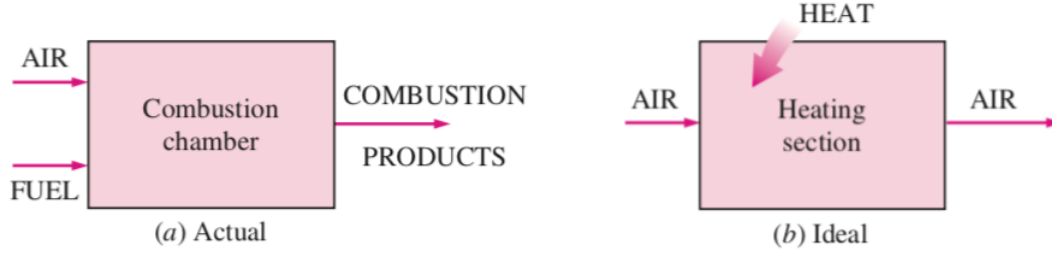 AIR
FUEL
Combustion
chamber
COMBUSTION
PRODUCTS
(a) Actual
HEAT
AIR
Heating
section
AIR
(b) Ideal